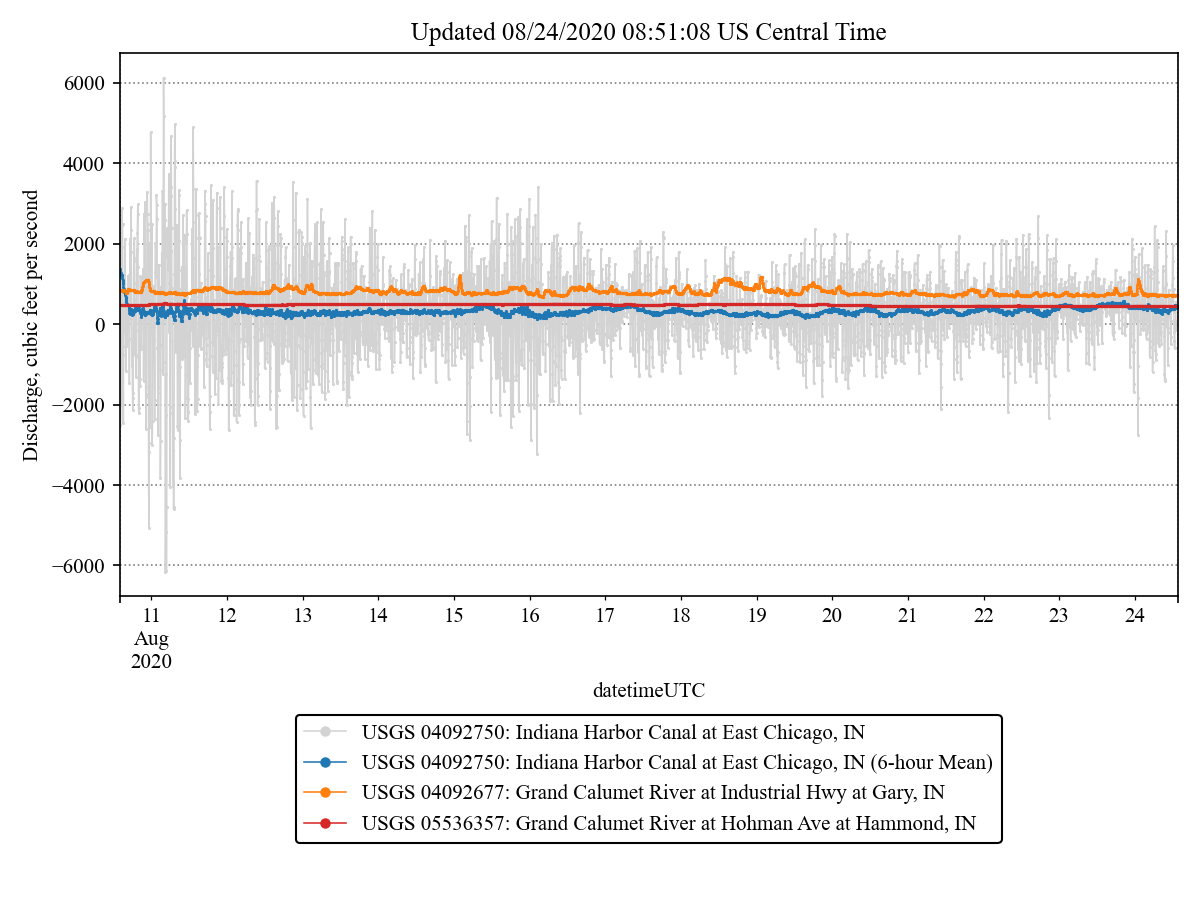 Updated 08/24/2020 08:51:08 US Central Time
Discharge, cubic feet per second
6000
4000
2000
0
−2000
−4000
−6000
11 12 13 14 15 16 17 18 19 20 21 22 23 24
Aug
2020
datetimeUTC
USGS 04092750: Indiana Harbor Canal at East Chicago, IN
USGS 04092750: Indiana Harbor Canal at East Chicago, IN (6-hour Mean)
USGS 04092677: Grand Calumet River at Industrial Hwy at Gary, IN
USGS 05536357: Grand Calumet River at Hohman Ave at Hammond, IN